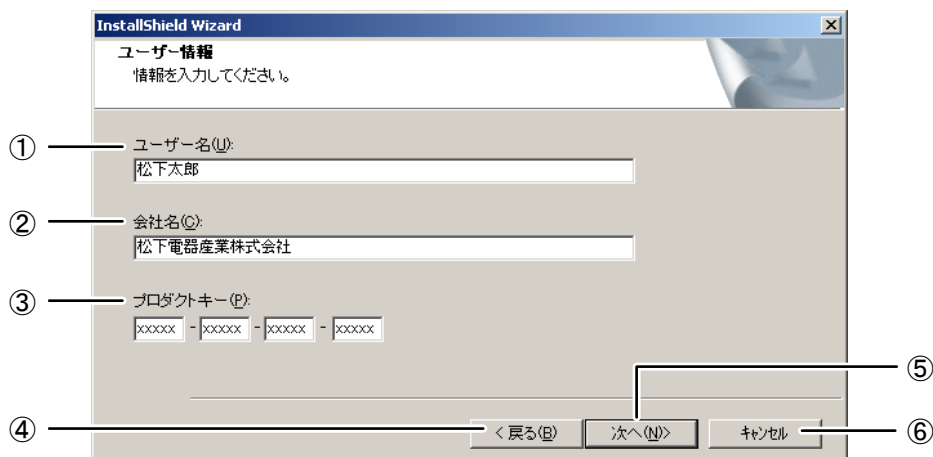 InstallShield Wizard
ユーザー情報
情報を入力してください。
① ユーザー名(U):
松下太郎
② 会社名(C):
松下電器産業株式会社
③ プロダクトキー(P):
xxxxx - xxxxx - xxxxx - xxxxx
⑤
④ < 戻る(B) 次へ(N)> キャンセル ⑥